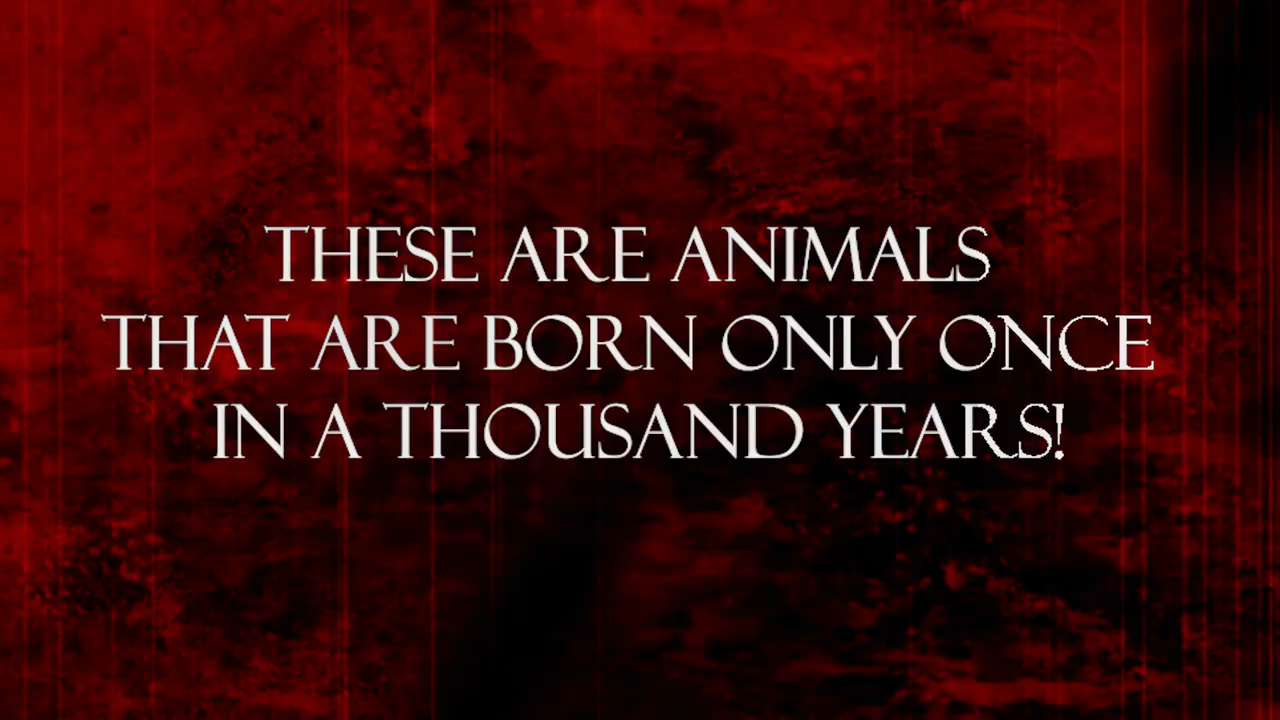 THESE ARE ANIMALS
THAT ARE BORN ONLY ONCE
IN A THOUSAND YEARS!